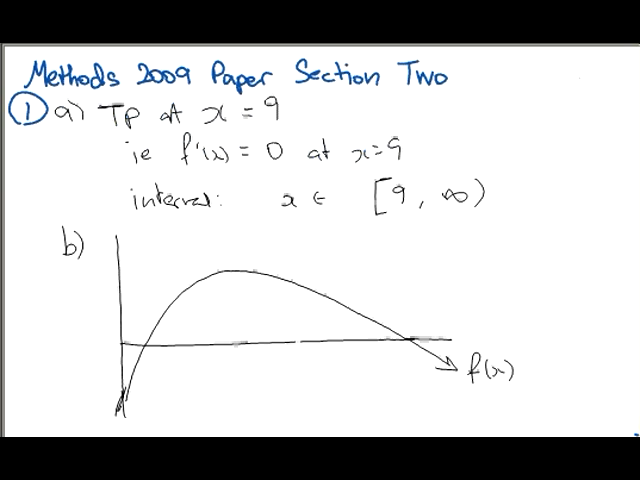 Methods 2009 Paper Section Two
① a) TP at x = 9
ie f'(x) = 0 at x=9
interval: x ∈ [9, ∞)
b)
f(x)